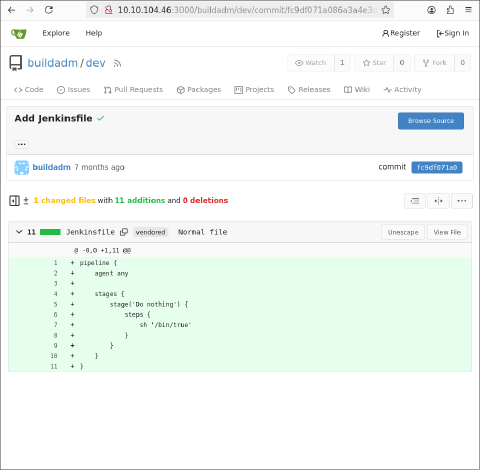 10.10.104.46:3000/buildadm/dev/commit/fc9df071a086a3a4e3
Explore Help Register Sign In
buildadm/dev Watch 1 Star 0 Fork 0
Code Issues Pull Requests Packages Projects Releases Wiki Activity
Add Jenkinsfile Browse Source
...
buildadm 7 months ago commit fc9df071a0
1 changed files with 11 additions and 0 deletions
11 Jenkinsfile vendored Normal file Unescape View File
@ -0,0 +1,11 @@
1 + pipeline {
2 + agent any
3 +
4 + stages {
5 + stage('Do nothing') {
6 + steps {
7 + sh '/bin/true'
8 + }
9 + }
10 + }
11 + }